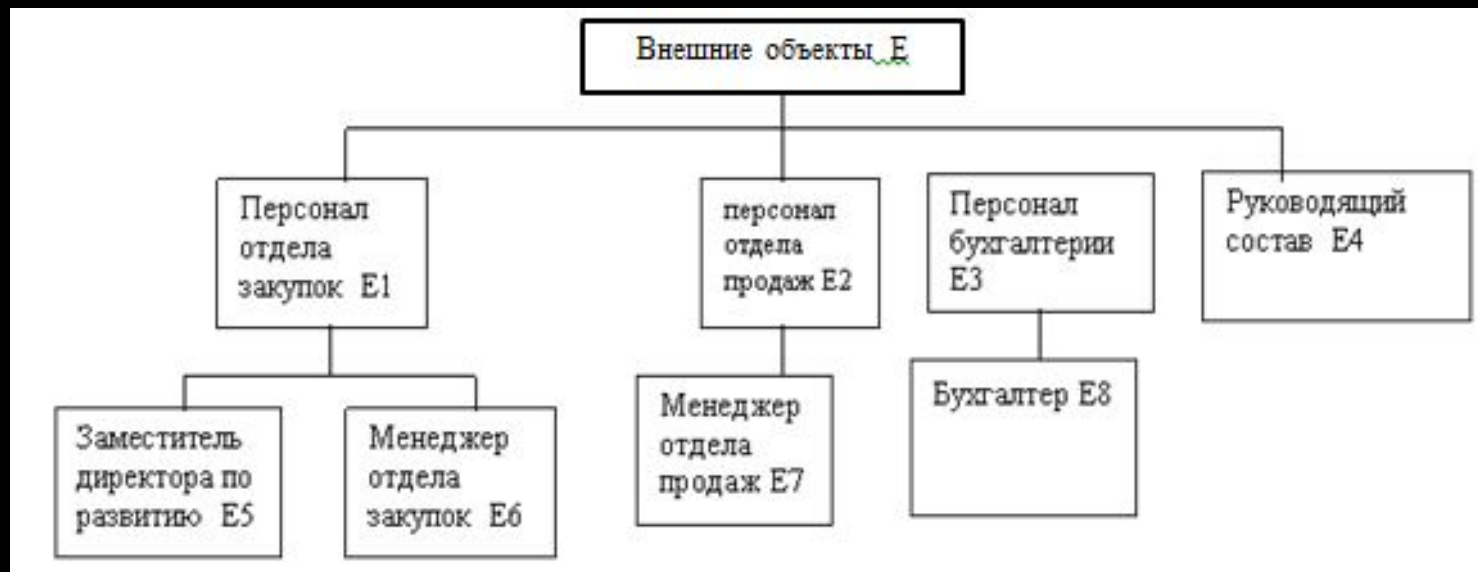 Внешние объекты Е
Персонал
отдела
закупок Е1
персонал
отдела
продаж Е2
Персонал
бухгалтерии
Е3
Руководящий
состав Е4
Заместитель
директора по
развитию Е5
Менеджер
отдела
закупок Е6
Менеджер
отдела
продаж Е7
Бухгалтер Е8